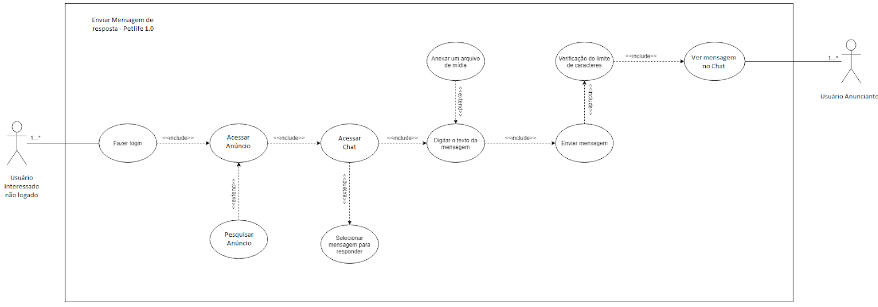 Enviar Mensagem de
resposta - Petlife 1.0
Anexar um arquivo
de mídia
Verificação do limite
de caracteres
<<include>>
Ver mensagem
no Chat
1...*
Usuário Anunciante
<<extend>>
<<include>>
1...*
Fazer login
<<include>>
Acessar
Anúncio
<<include>>
Acessar
Chat
<<include>>
Digitar o texto da
mensagem
<<include>>
Enviar mensagem
Usuário
interessado
não logado
<<extend>>
<<extend>>
Pesquisar
Anúncio
Selecionar
mensagem para
responder